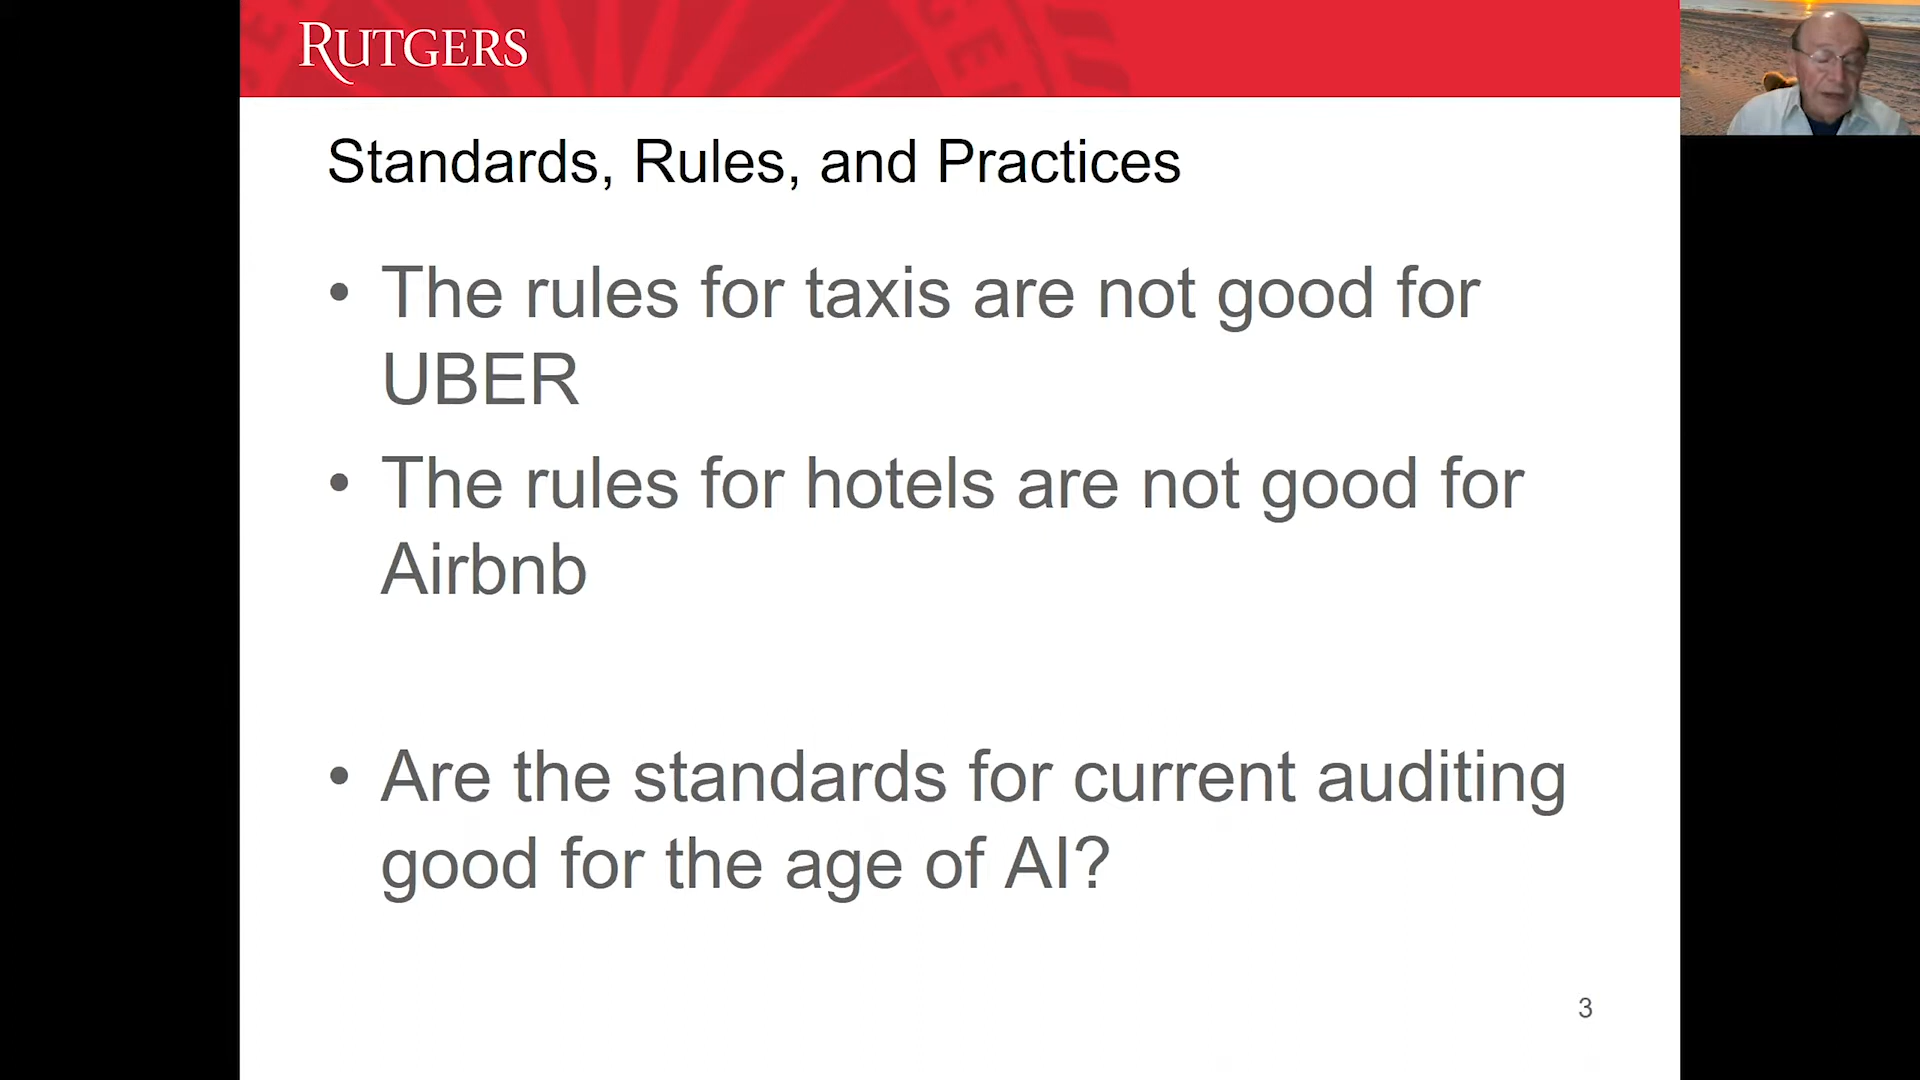 RUTGERS
Standards, Rules, and Practices
• The rules for taxis are not good for
UBER
• The rules for hotels are not good for
Airbnb
• Are the standards for current auditing
good for the age of AI?
3